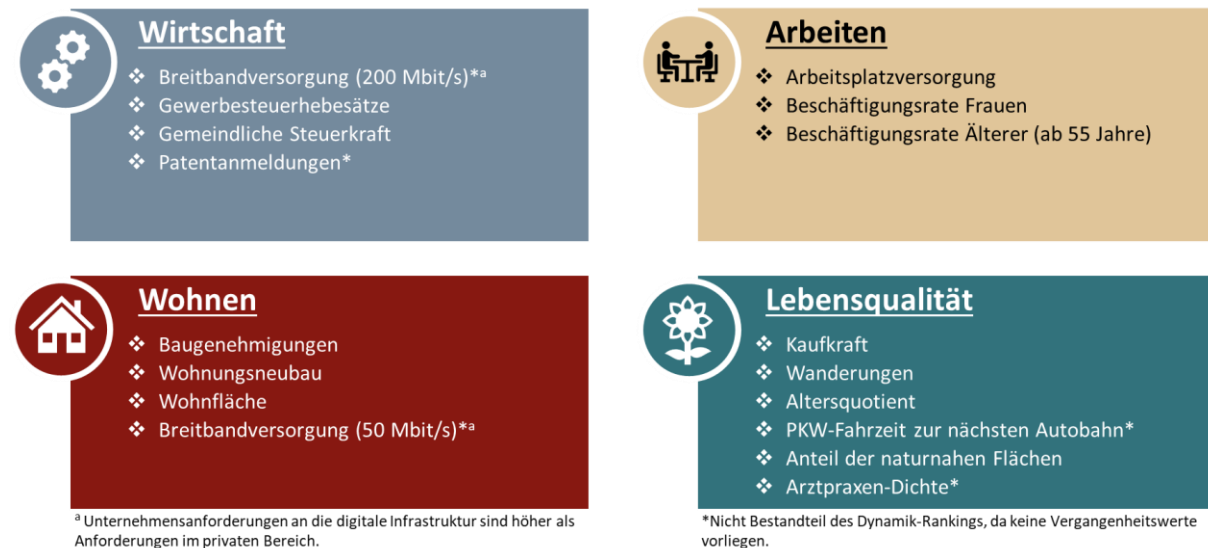 Wirtschaft
❖ Breitbandversorgung (200 Mbit/s)*ᵃ
❖ Gewerbesteuerhebesätze
❖ Gemeindliche Steuerkraft
❖ Patentanmeldungen*
Arbeiten
❖ Arbeitsplatzversorgung
❖ Beschäftigungsrate Frauen
❖ Beschäftigungsrate Älterer (ab 55 Jahre)
Wohnen
❖ Baugenehmigungen
❖ Wohnungsneubau
❖ Wohnfläche
❖ Breitbandversorgung (50 Mbit/s)*ᵃ
Lebensqualität
❖ Kaufkraft
❖ Wanderungen
❖ Altersquotient
❖ PKW-Fahrzeit zur nächsten Autobahn*
❖ Anteil der naturnahen Flächen
❖ Arztpraxen-Dichte*
ᵃ Unternehmensanforderungen an die digitale Infrastruktur sind höher als
Anforderungen im privaten Bereich.
*Nicht Bestandteil des Dynamik-Rankings, da keine Vergangenheitswerte
vorliegen.